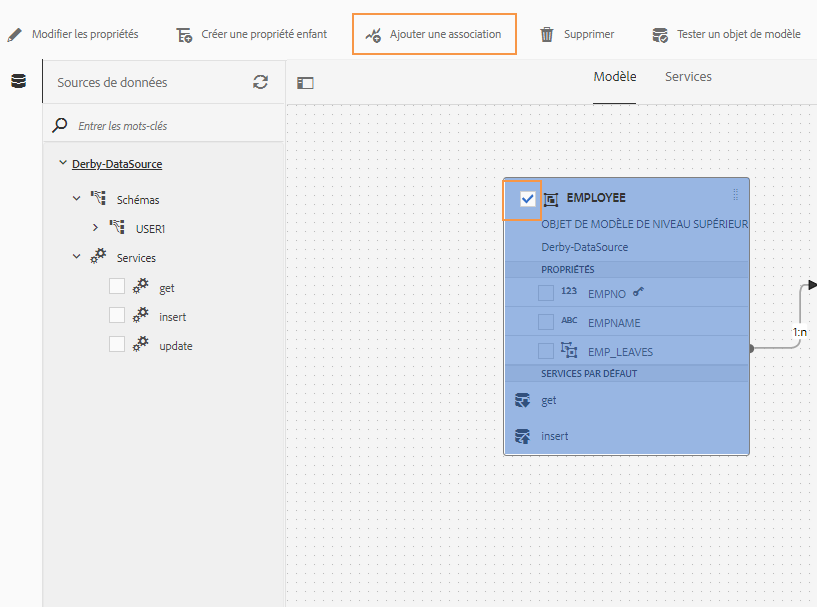 Modifier les propriétés
Créer une propriété enfant
Ajouter une association
Supprimer
Tester un objet de modèle
Sources de données
Modèle
Services
Entrer les mots-clés
Derby-DataSource
Schémas
USER1
Services
get
insert
update
EMPLOYEE
OBJET DE MODÈLE DE NIVEAU SUPÉRIEUR
Derby-DataSource
PROPRIÉTÉS
123 EMPNO
ABC EMPNAME
EMP_LEAVES
SERVICES PAR DÉFAUT
get
insert
1:n